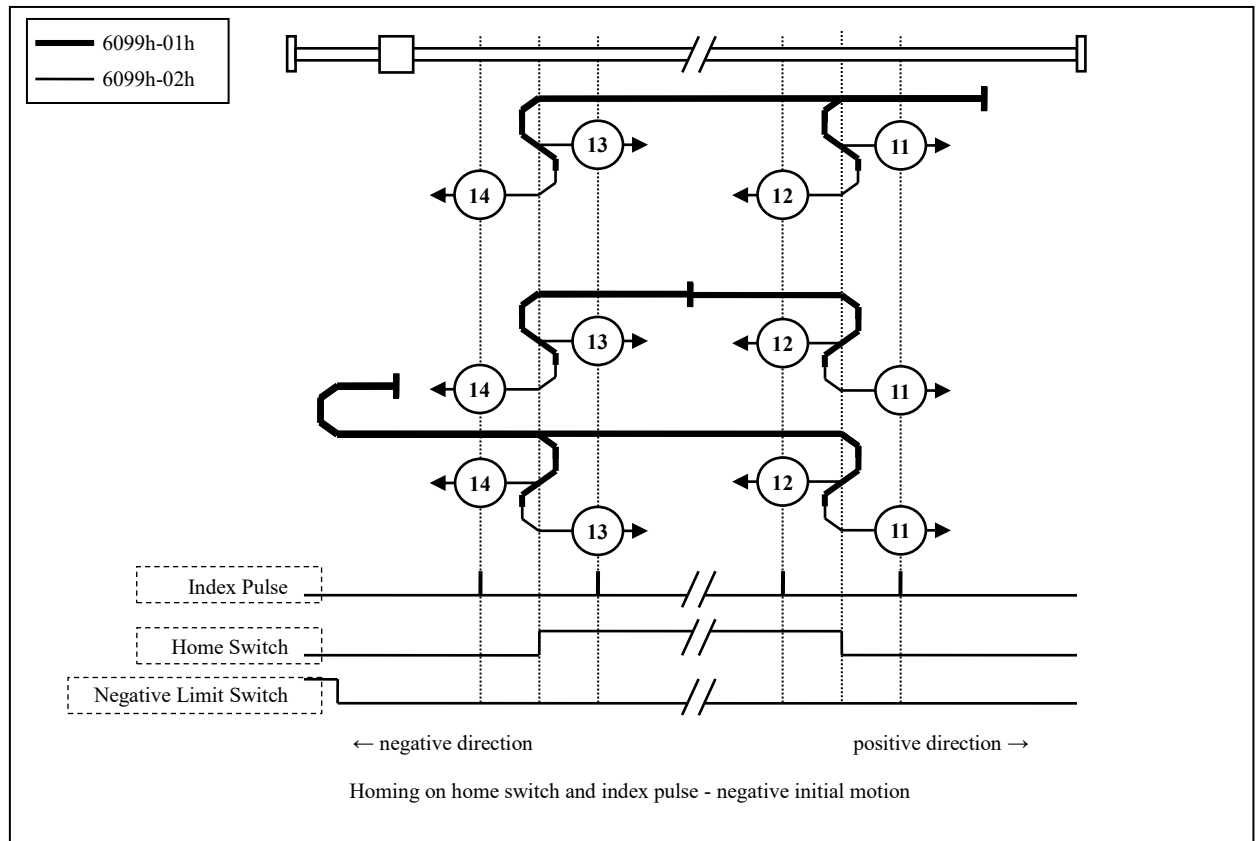 6099h-01h
6099h-02h
13
11
14
12
13
12
14
11
14
12
13
11
Index Pulse
Home Switch
Negative Limit Switch
← negative direction
positive direction →
Homing on home switch and index pulse - negative initial motion